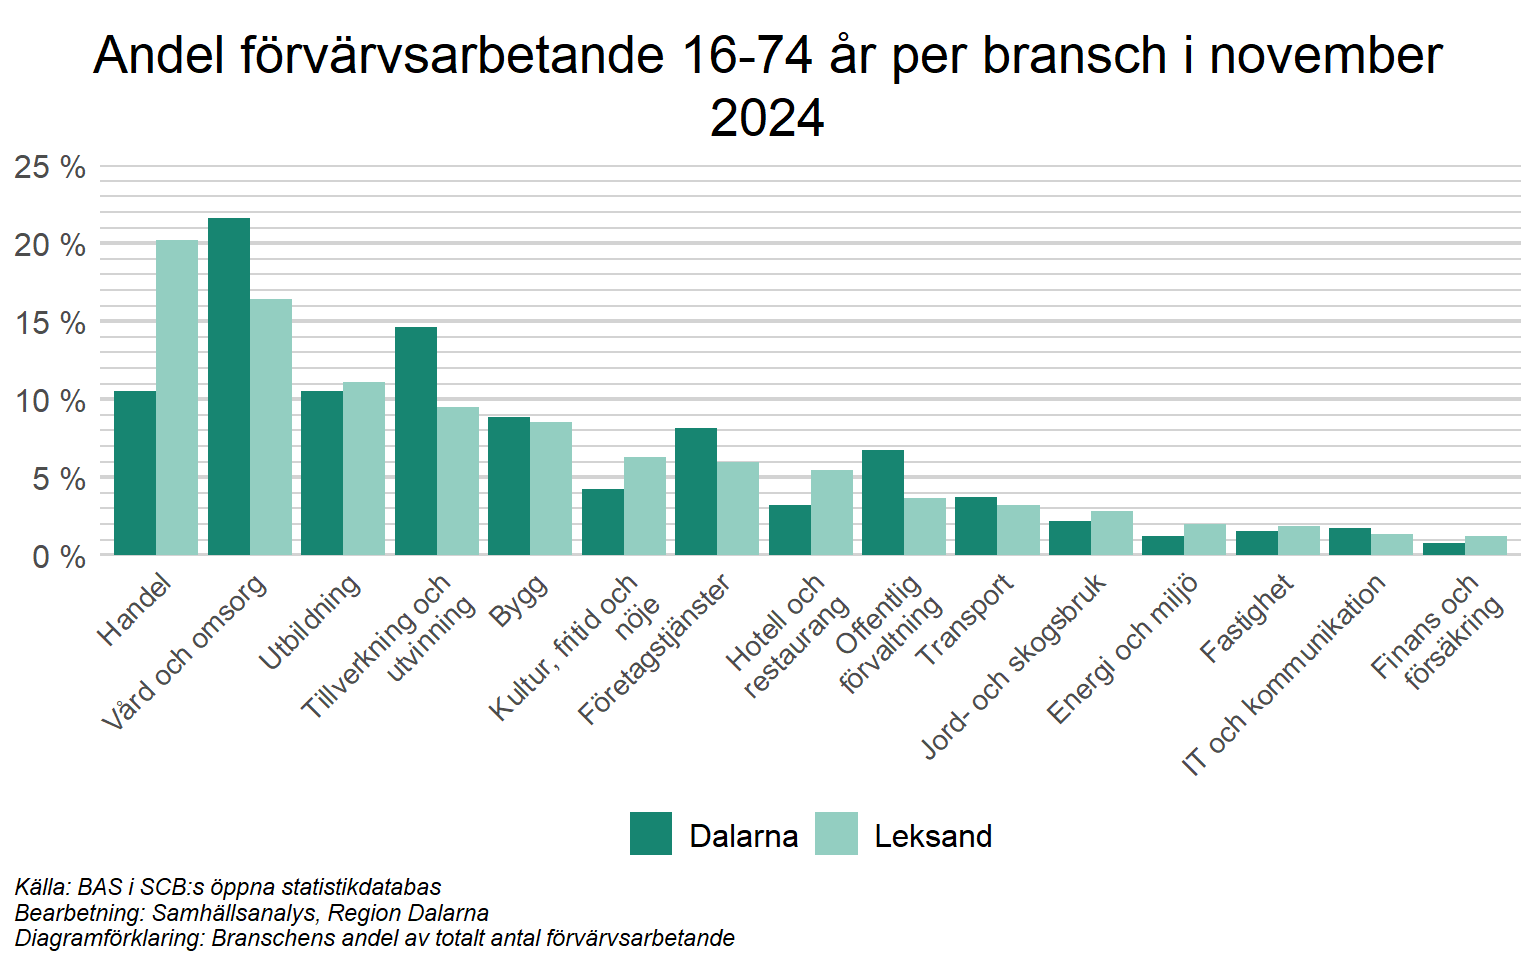 Andel förvärvsarbetande 16-74 år per bransch i november
2024
25 %
20 %
15 %
10 %
5 %
0 %
Handel
Vård och omsorg
Utbildning
Tillverkning och
utvinning
Bygg
Kultur, fritid och
nöje
Företagstjänster
Hotell och
restaurang
Offentlig
förvaltning
Transport
Jord- och skogsbruk
Energi och miljö
Fastighet
IT och kommunikation
Finans och
försäkring
Dalarna
Leksand
Källa: BAS i SCB:s öppna statistikdatabas
Bearbetning: Samhällsanalys, Region Dalarna
Diagramförklaring: Branschens andel av totalt antal förvärvsarbetande